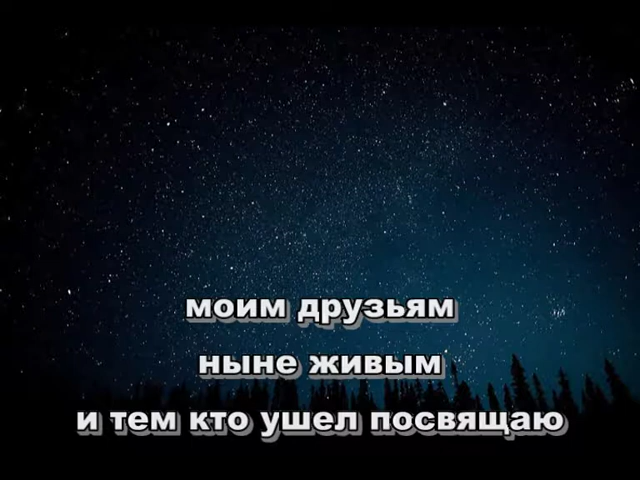 моим друзьям
ныне живым
и тем кто ушел посвящаю